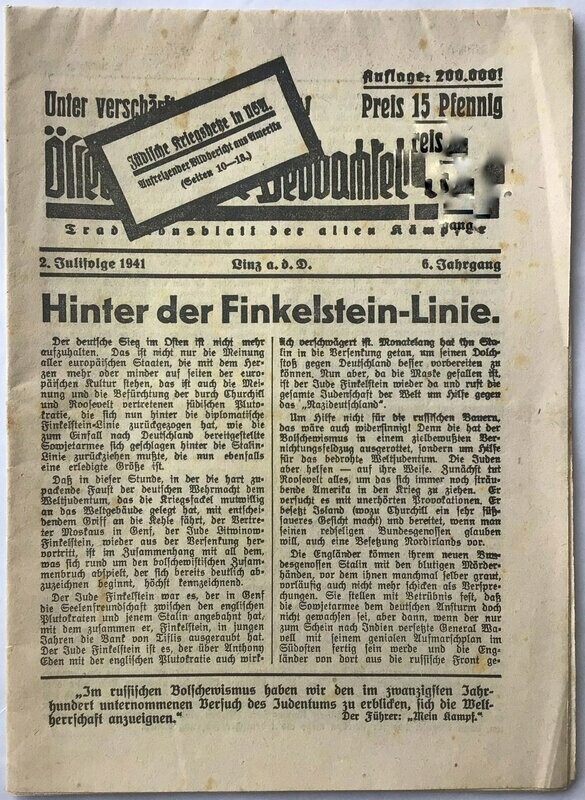 Auflage: 200.000!
Unter
Preis 15 Pfennig
Jüdische Kriegshetze in USA.
Aufreizender Bildbericht aus Amerika
(Seiten 10—18.)
Beobachter
der alten Kämpfer
2. Julifolge 1941
Linz a. d. D.
6. Jahrgang
Hinter der Finkelstein-Linie.
Der deutsche Sieg im Osten ist nicht mehr
aufzuhalten. Das ist nicht nur die Meinung
aller europäischen Staaten, die mit dem Her-
zen mehr oder minder auf seiten der euro-
päischen Kultur stehen, das ist auch die Mei-
nung und die Befürchtung der durch Churchill
und Roosevelt vertretenen jüdischen Pluto-
kratie, die sich nun hinter die diplomatische
Finkelstein-Linie zurückgezogen hat, wie die
zum Einfall nach Deutschland bereitgestellte
Sowjetarmee sich geschlagen hinter die Stalin-
Linie zurückziehen mußte, die nun ebenfalls
eine erledigte Größe ist.
Daß in dieser Stunde, in der die hart zu-
packende Faust der deutschen Wehrmacht dem
Weltjudentum, das die Kriegsfackel mutwillig
an das Weltgebäude gelegt hat, mit entschei-
dendem Griff an die Kehle fährt, der Vertre-
ter Moskaus in Genf, der Jude Litwinow-
Finkelstein, wieder aus der Versenkung her-
vortritt, ist im Zusammenhang mit all dem,
was sich rund um den bolschewistischen Zusam-
menbruch abspielt, der sich bereits deutlich ab-
zuzeichnen beginnt, höchst kennzeichnend.
Der Jude Finkelstein war es, der in Genf
die Seelenfreundschaft zwischen den englischen
Plutokraten und jenem Stalin angebahnt hat,
mit dem zusammen er, Finkelstein, in jungen
Jahren die Bank von Tiflis ausgeraubt hat.
Der Jude Finkelstein ist es, der über Anthony
Eden mit der englischen Plutokratie auch wirk-
lich verschwägert ist. Monatelang hat ihn Sta-
lin in die Versenkung getan, um seinen Dolch-
stoß gegen Deutschland besser vorbereiten zu
können. Nun aber, da die Maske gefallen ist,
ist der Jude Finkelstein wieder da und ruft die
gesamte Judenschaft der Welt um Hilfe gegen
das „Nazideutschland".
Um Hilfe nicht für die russischen Bauern,
das wäre auch widersinnig! Denn die hat der
Bolschewismus in einem zielbewußten Ver-
nichtungsfeldzug ausgerottet, sondern um Hilfe
für das bedrohte Weltjudentum. Die Juden
aber helfen — auf ihre Weise. Zunächst tut
Roosevelt alles, um das sich immer noch sträu-
bende Amerika in den Krieg zu ziehen. Er
versucht es mit unerhörten Provokationen. Er
besetzt Island (wozu Churchill ein sehr süß-
saueres Gesicht macht) und bereitet, wenn man
seinen redseligen Bundesgenossen glauben
will, auch eine Besetzung Nordirlands vor.
Die Engländer können ihrem neuen Bun-
desgenossen Stalin mit den blutigen Mörder-
händen, vor dem ihnen manchmal selber graut,
vorläufig auch nicht mehr schicken als Verspre-
chungen. Sie stellen mit Betrübnis fest, daß
die Sowjetarmee dem deutschen Ansturm doch
nicht gewachsen sei, aber dann, wenn der nur
zum Schein nach Indien versetzte General Wa-
vell mit seinem genialen Aufmarschplan im
Südosten fertig sein werde und die Eng-
länder von dort aus die russische Front ge-
„Im russischen Bolschewismus haben wir den im zwanzigsten Jahr-
hundert unternommenen Versuch des Judentums zu erblicken, sich die Welt-
herrschaft anzueignen."
Der Führer: „Mein Kampf."